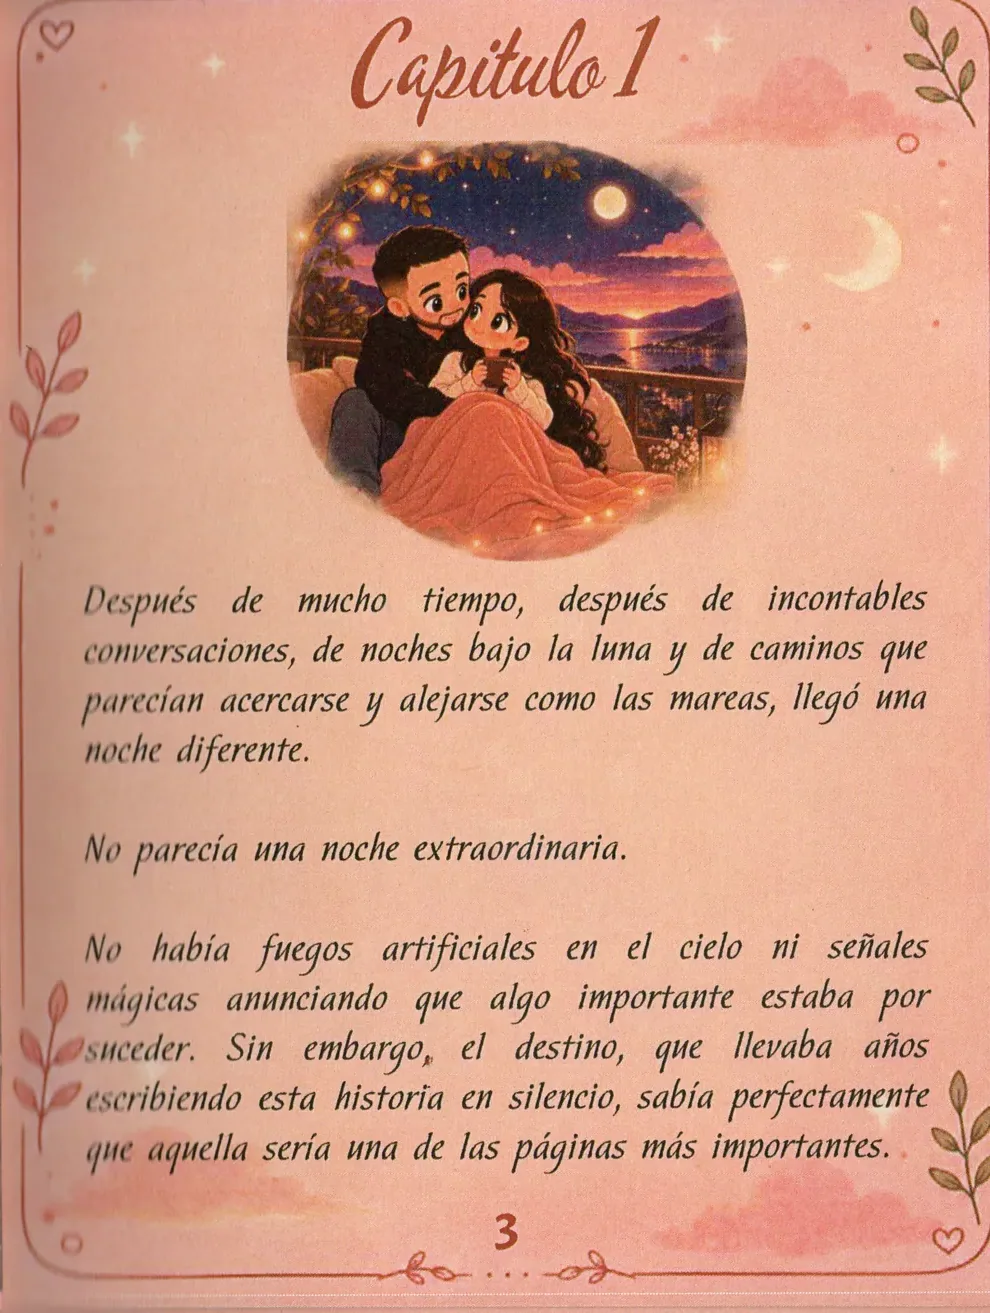 Capitulo 1
Después de mucho tiempo, después de incontables
conversaciones, de noches bajo la luna y de caminos que
parecían acercarse y alejarse como las mareas, llegó una
noche diferente.
No parecía una noche extraordinaria.
No había fuegos artificiales en el cielo ni señales
mágicas anunciando que algo importante estaba por
suceder. Sin embargo, el destino, que llevaba años
escribiendo esta historia en silencio, sabía perfectamente
que aquella sería una de las páginas más importantes.
3